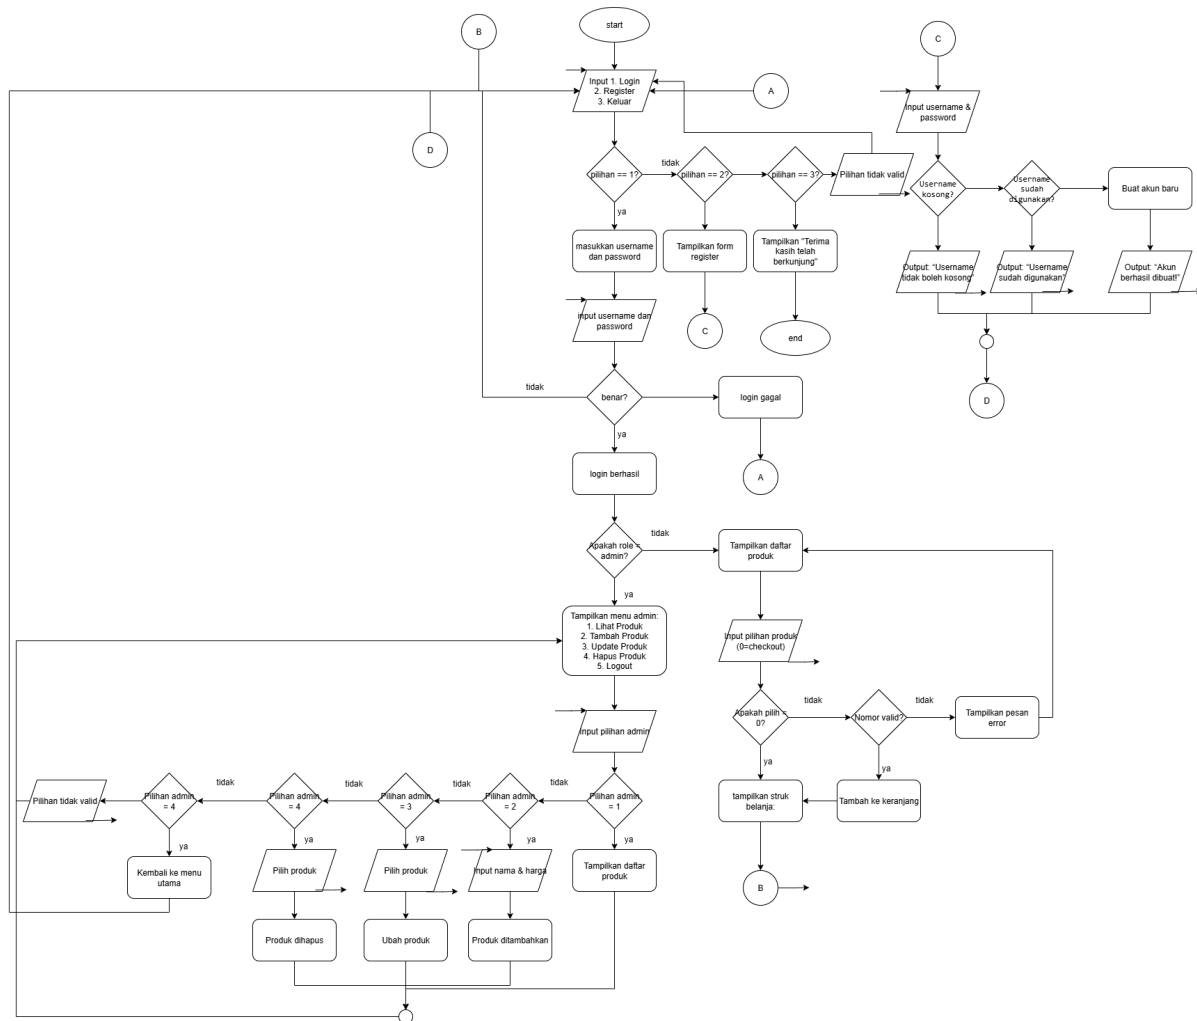 start
B
C
Input 1. Login
2. Register
3. Keluar
A
D
Input username &
password
pilihan == 1?
tidak
pilihan == 2?
pilihan == 3?
Pilihan tidak valid
Username
kosong?
Username
sudah
digunakan?
Buat akun baru
ya
masukkan username
dan password
Tampilkan form
register
Tampilkan "Terima
kasih telah
berkunjung"
Output: "Username
tidak boleh kosong"
Output: "Username
sudah digunakan"
Output: "Akun
berhasil dibuat!"
input username dan
password
C
end
D
tidak
benar?
login gagal
ya
login berhasil
A
Apakah role =
admin?
tidak
Tampilkan daftar
produk
ya
Tampilkan menu admin:
1. Lihat Produk
2. Tambah Produk
3. Update Produk
4. Hapus Produk
5. Logout
Input pilihan produk
(0=checkout)
Input pilihan admin
Apakah pilih =
0?
tidak
Nomor valid?
tidak
Tampilkan pesan
error
ya
ya
Pilihan tidak valid
Pilihan admin
= 4
tidak
Pilihan admin
= 4
tidak
Pilihan admin
= 3
tidak
Pilihan admin
= 2
tidak
Pilihan admin
= 1
tampilkan struk
belanja:
Tambah ke keranjang
ya
ya
ya
ya
ya
Kembali ke menu
utama
Pilih produk
Pilih produk
Input nama & harga
Tampilkan daftar
produk
B
Produk dihapus
Ubah produk
Produk ditambahkan